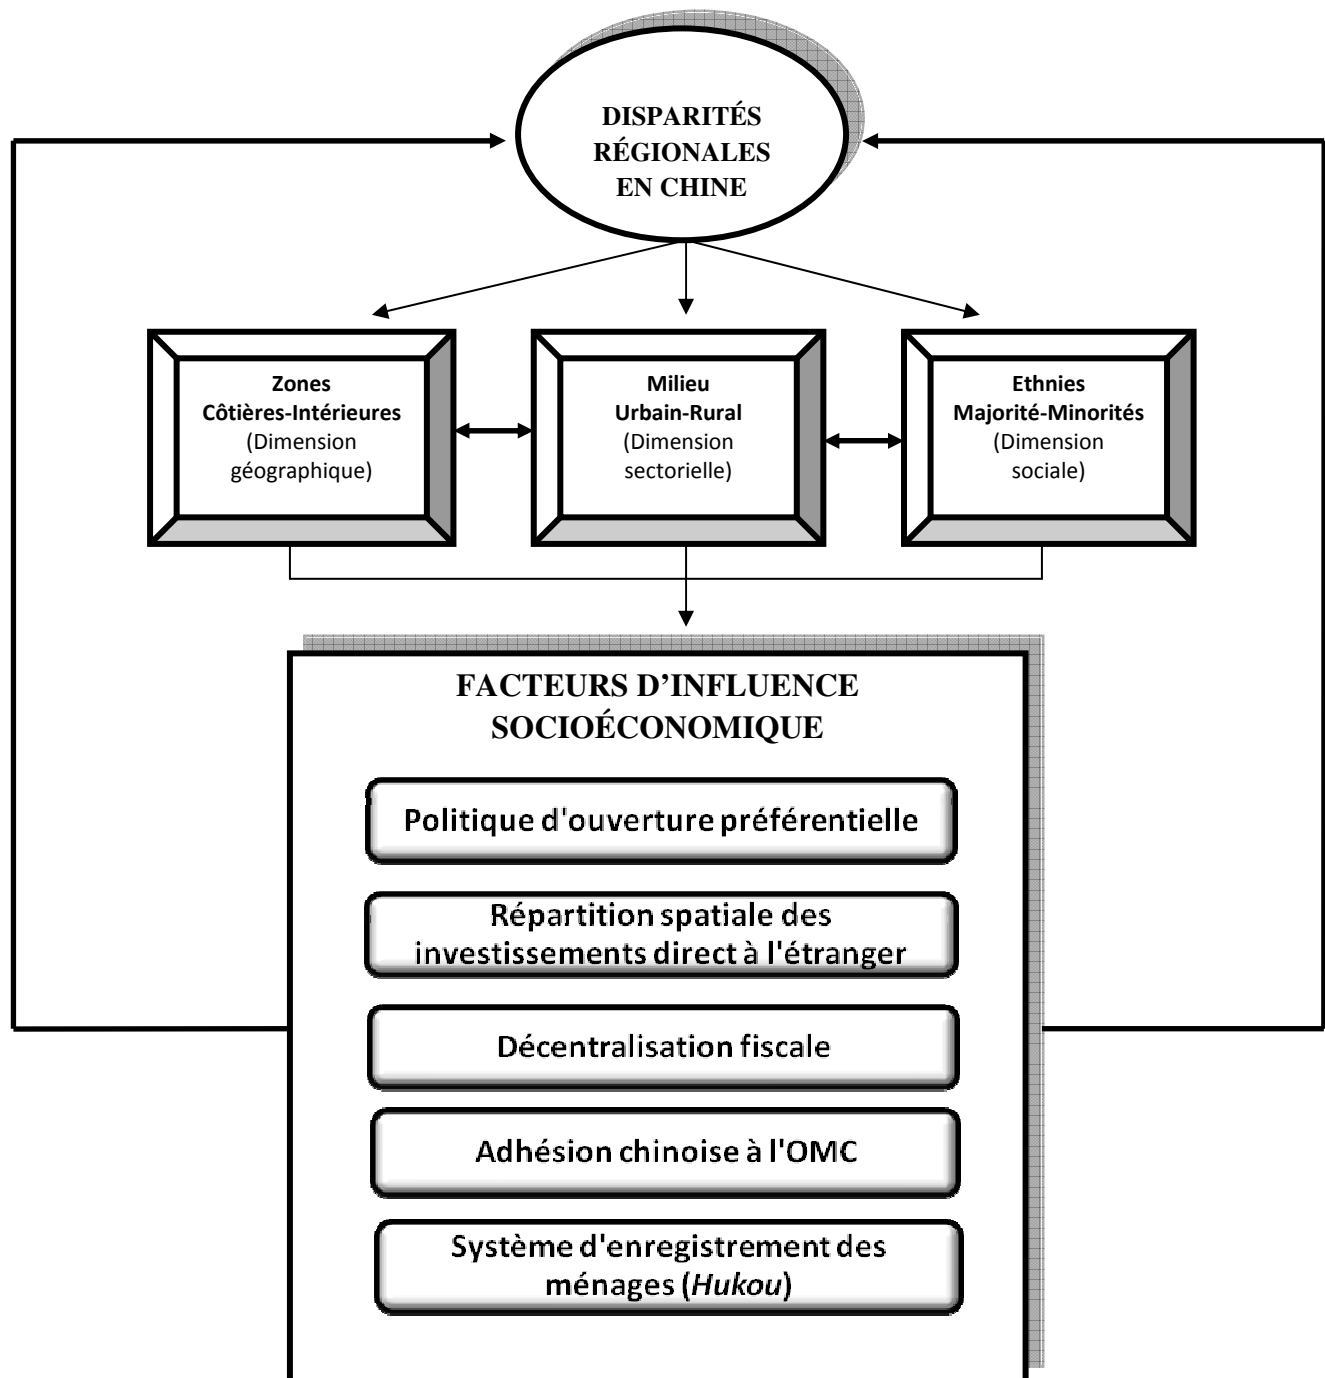 DISPARITÉS
RÉGIONALES
EN CHINE
Zones
Côtières-Intérieures
(Dimension
géographique)
Milieu
Urbain-Rural
(Dimension
sectorielle)
Ethnies
Majorité-Minorités
(Dimension
sociale)
FACTEURS D’INFLUENCE
SOCIOÉCONOMIQUE
Politique d'ouverture préférentielle
Répartition spatiale des
investissements direct à l'étranger
Décentralisation fiscale
Adhésion chinoise à l'OMC
Système d'enregistrement des
ménages (Hukou)